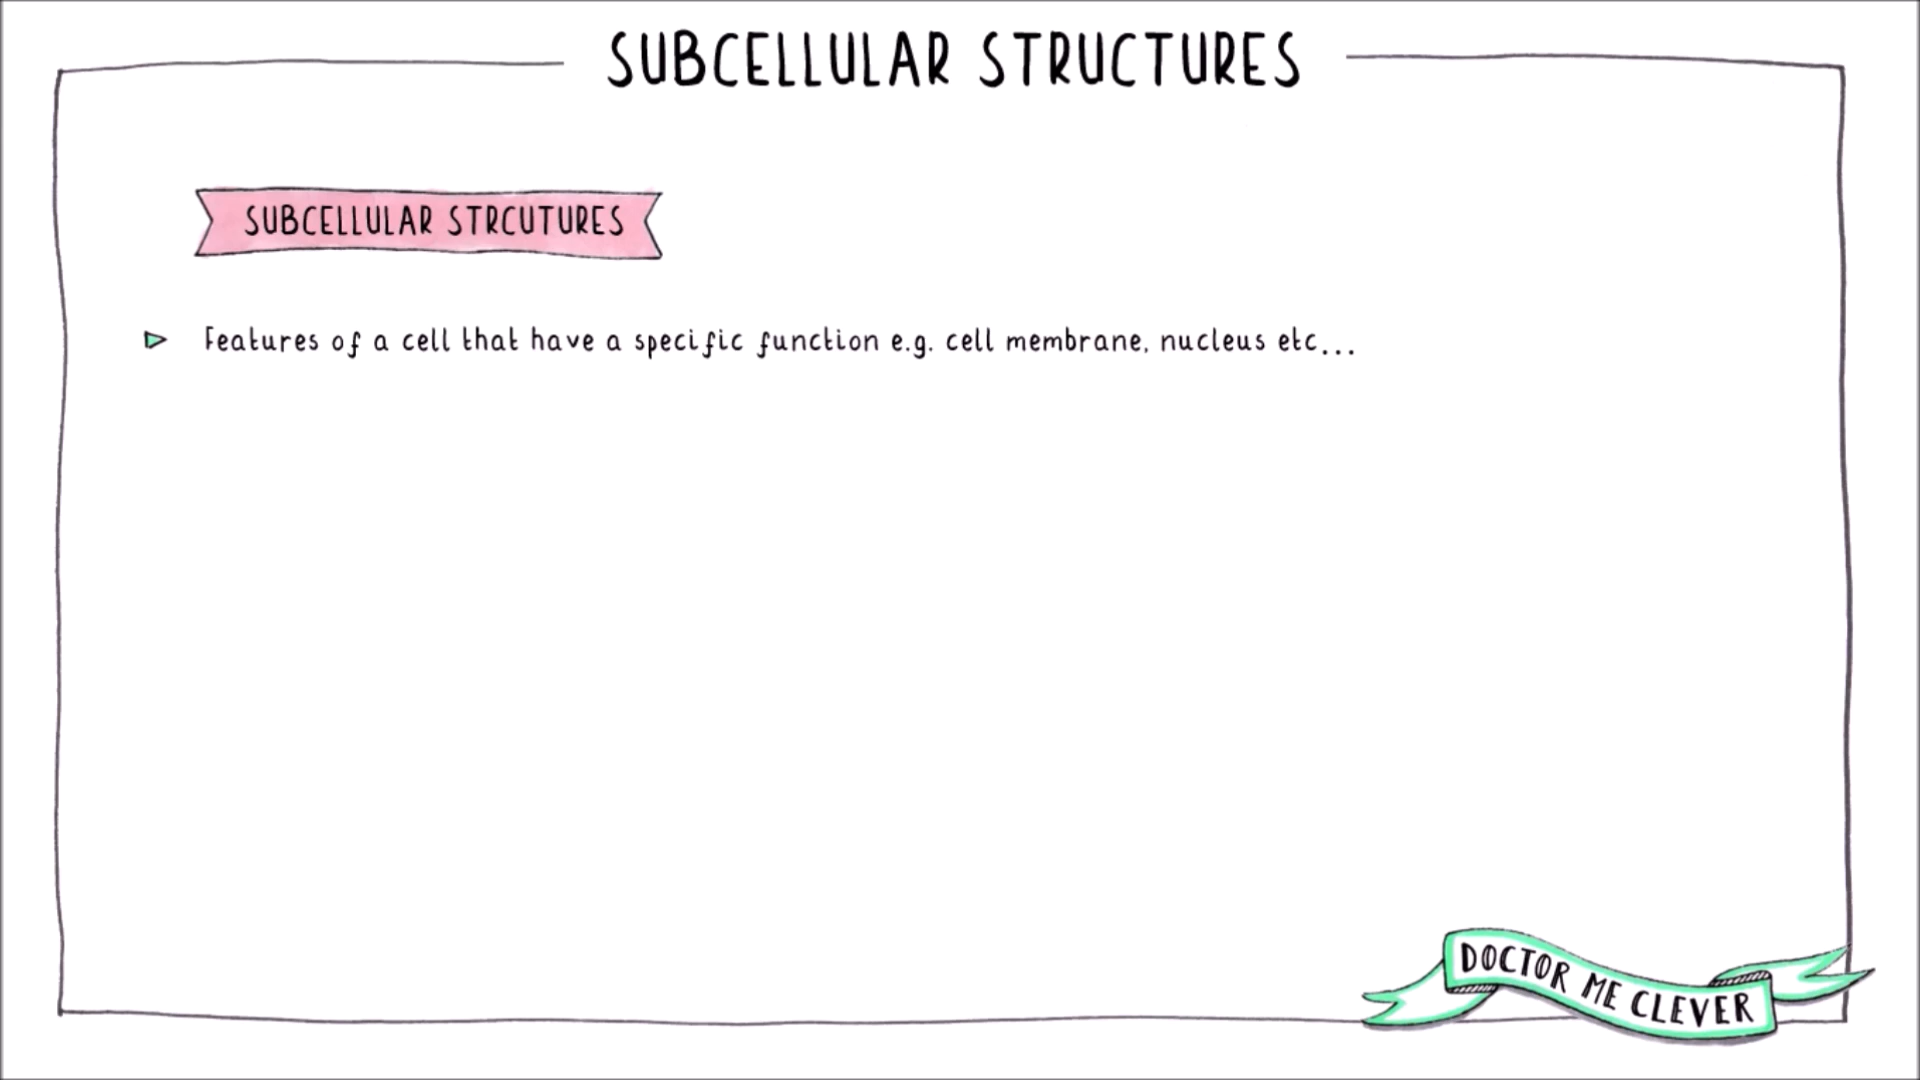 SUBCELLULAR STRUCTURES
SUBCELLULAR STRCUTURES
Features of a cell that have a specific function e.g. cell membrane, nucleus etc...
DOCTOR ME CLEVER